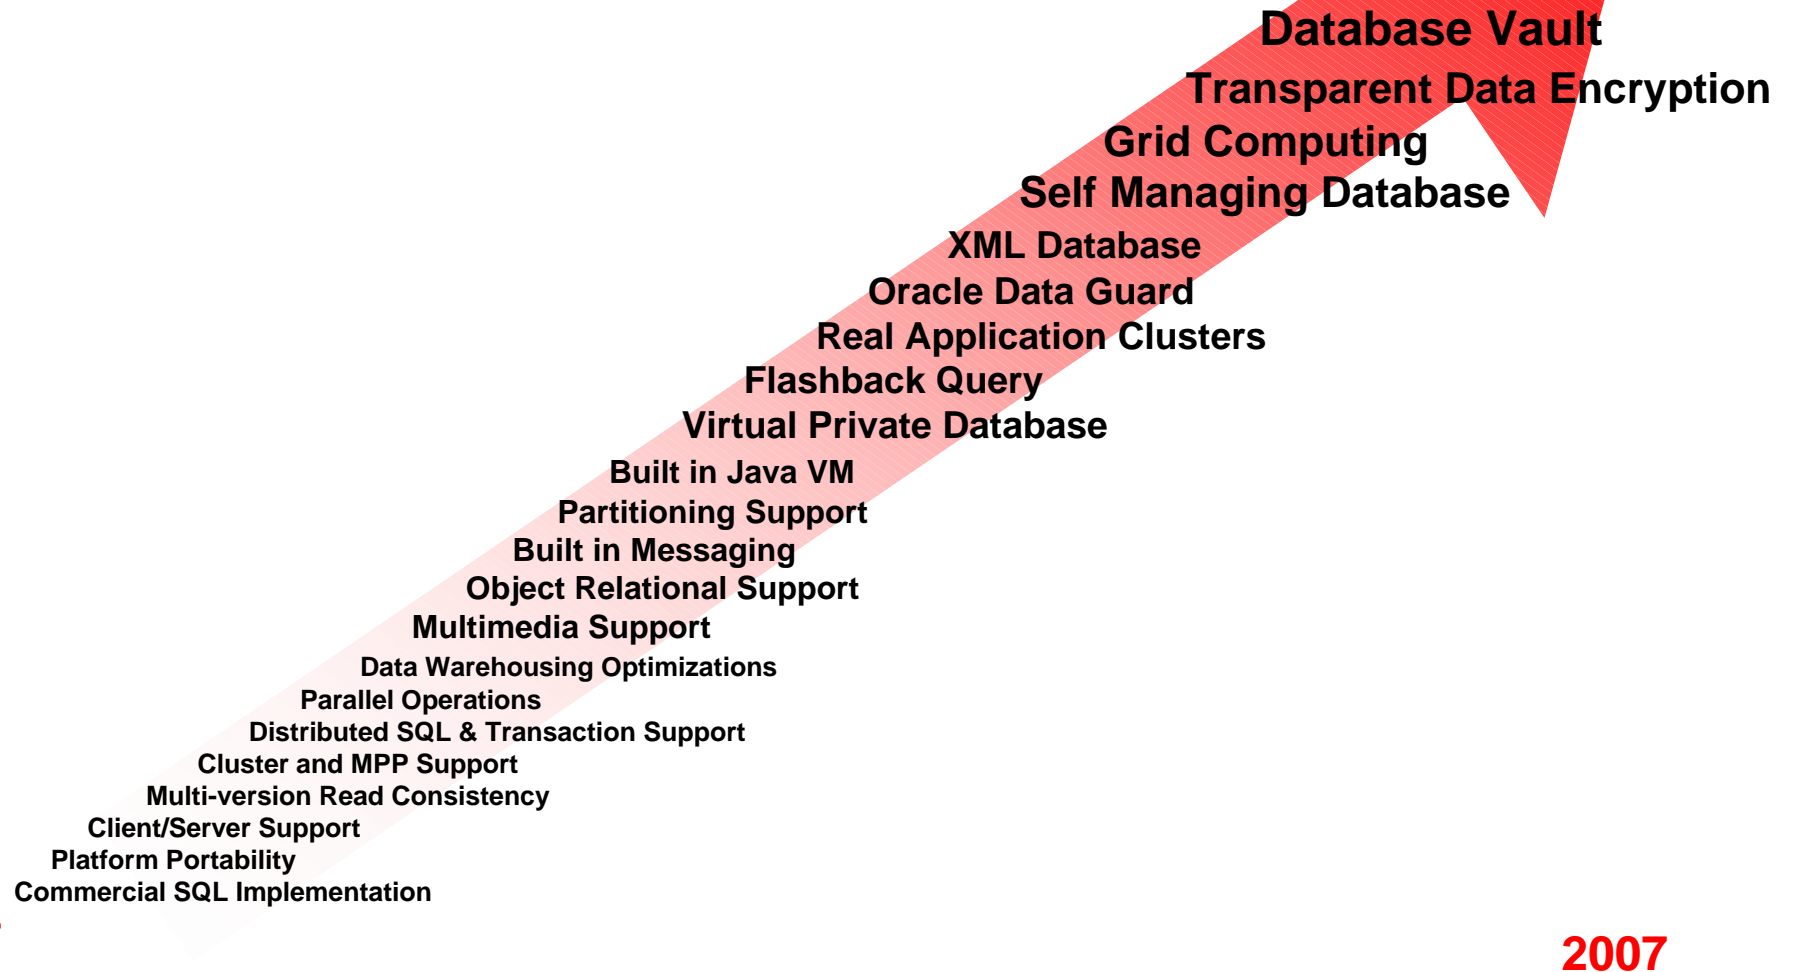 Database Vault
Transparent Data Encryption
Grid Computing
Self Managing Database
XML Database
Oracle Data Guard
Real Application Clusters
Flashback Query
Virtual Private Database
Built in Java VM
Partitioning Support
Built in Messaging
Object Relational Support
Multimedia Support
Data Warehousing Optimizations
Parallel Operations
Distributed SQL & Transaction Support
Cluster and MPP Support
Multi-version Read Consistency
Client/Server Support
Platform Portability
Commercial SQL Implementation
2007